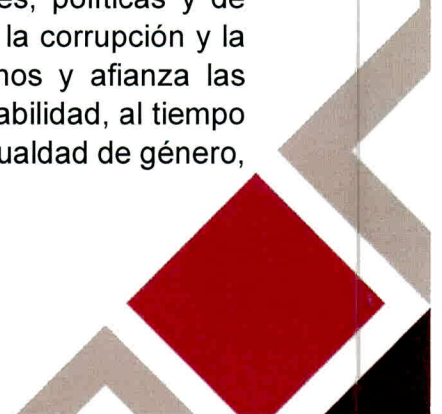 es, políticas y de
la corrupción y la
nos y afianza las
abilidad, al tiempo
ualdad de género,